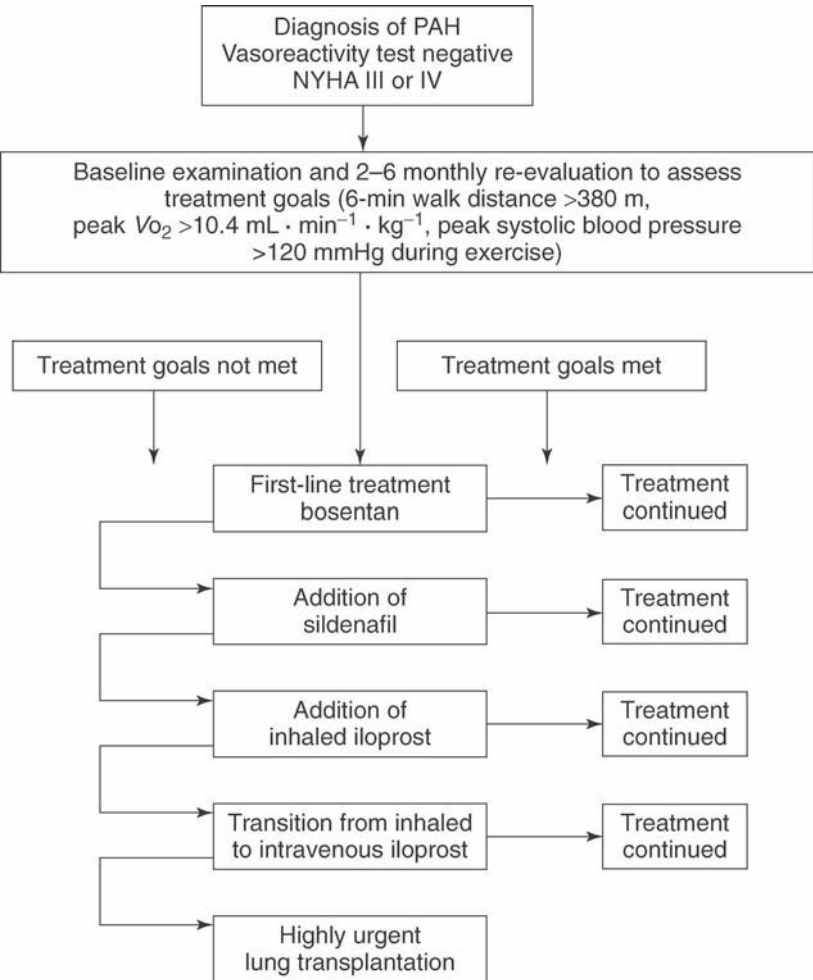 Diagnosis of PAH
Vasoreactivity test negative
NYHA III or IV
Baseline examination and 2–6 monthly re-evaluation to assess
treatment goals (6-min walk distance >380 m,
peak Vo₂ >10.4 mL · min⁻¹ · kg⁻¹, peak systolic blood pressure
>120 mmHg during exercise)
Treatment goals not met
Treatment goals met
First-line treatment
bosentan
Treatment
continued
Addition of
sildenafil
Treatment
continued
Addition of
inhaled iloprost
Treatment
continued
Transition from inhaled
to intravenous iloprost
Treatment
continued
Highly urgent
lung transplantation